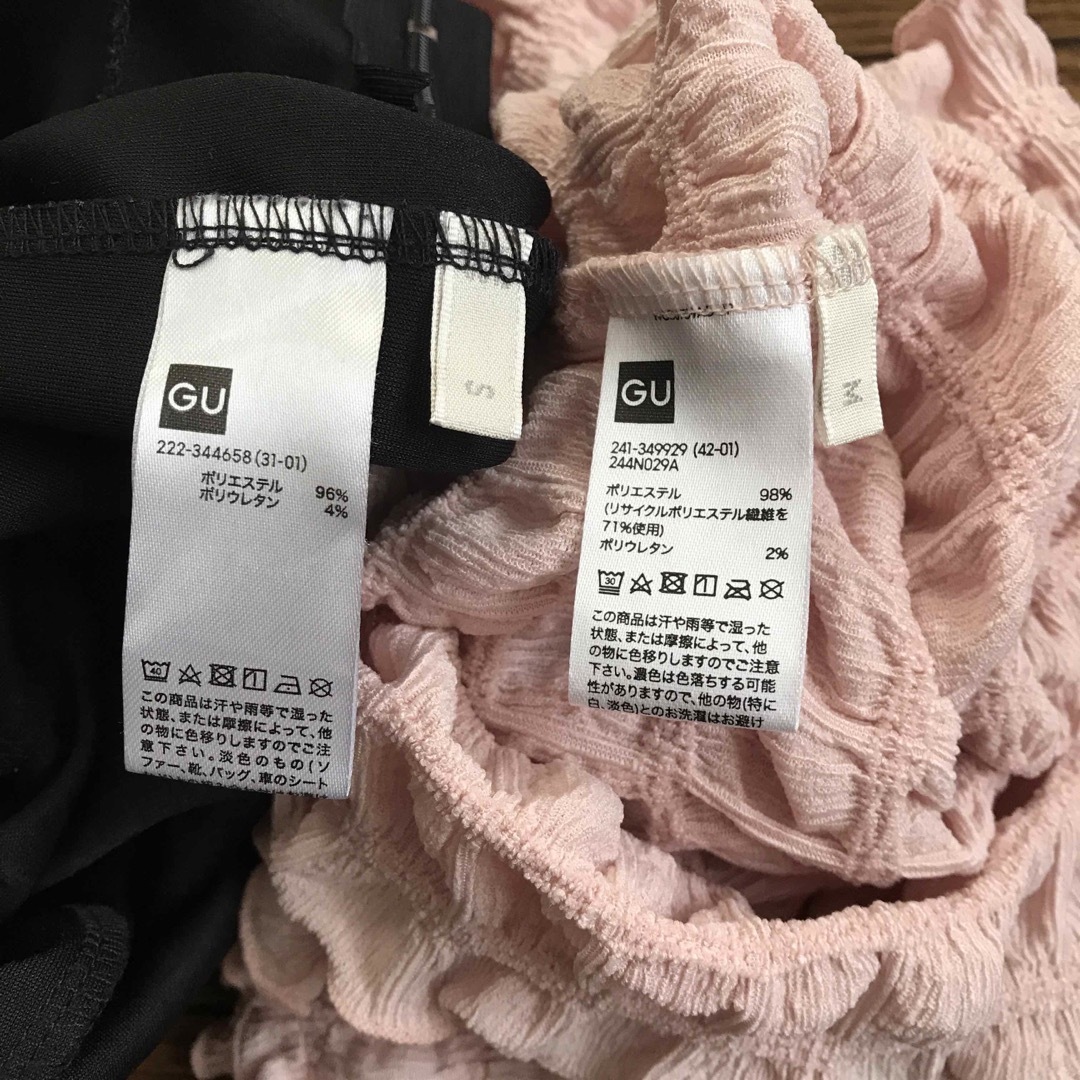 GU
222-344658 (31-01)
ポリエステル 96%
ポリウレタン 4%
40
この商品は汗や雨等で湿った
状態、または摩擦によって、他
の物に色移りしますのでご注
意下さい。淡色のもの(ソ
ファー、靴、バッグ、車のシート
S
GU
241-349929 (42-01)
244N029A
ポリエステル 98%
(リサイクルポリエステル繊維を
71%使用)
ポリウレタン 2%
30
この商品は汗や雨等で湿った
状態、または摩擦によって、他
の物に色移りしますのでご注意
下さい。濃色は色落ちする可能
性がありますので、他の物(特に
白、淡色)とのお洗濯はお避け
M